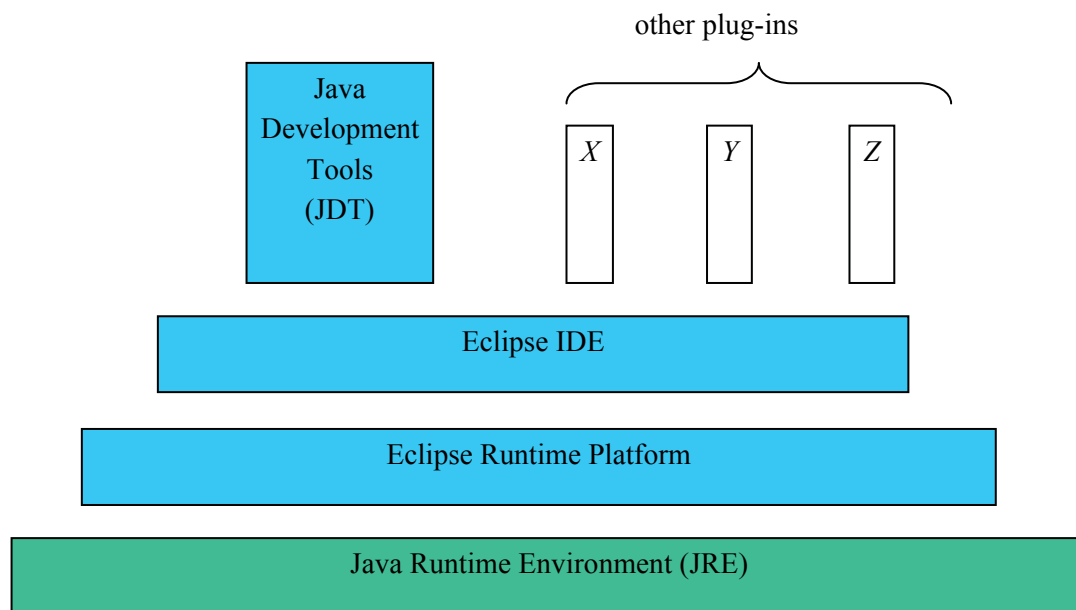 other plug-ins
Java
Development
Tools
(JDT)
X
Y
Z
Eclipse IDE
Eclipse Runtime Platform
Java Runtime Environment (JRE)